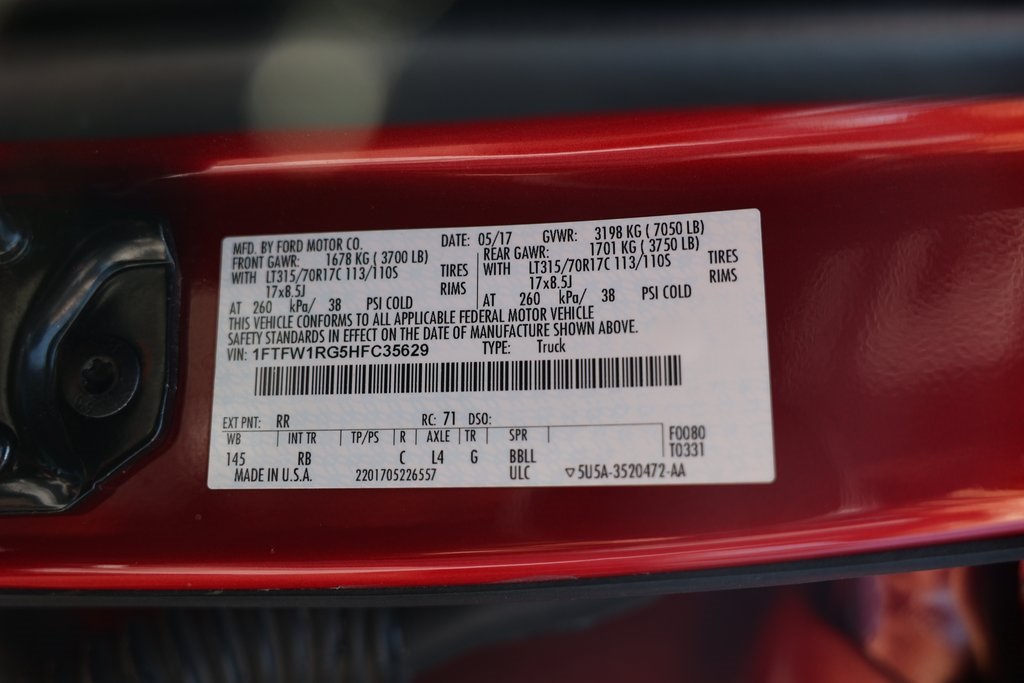 MFD. BY FORD MOTOR CO. DATE: 05/17 GVWR: 3198 KG ( 7050 LB)
FRONT GAWR: 1678 KG ( 3700 LB) REAR GAWR: 1701 KG ( 3750 LB)
WITH LT315/70R17C 113/110S TIRES WITH LT315/70R17C 113/110S TIRES
17x8.5J RIMS 17x8.5J RIMS
AT 260 kPa/ 38 PSI COLD AT 260 kPa/ 38 PSI COLD
THIS VEHICLE CONFORMS TO ALL APPLICABLE FEDERAL MOTOR VEHICLE
SAFETY STANDARDS IN EFFECT ON THE DATE OF MANUFACTURE SHOWN ABOVE.
VIN: 1FTFW1RG5HFC35629 TYPE: Truck
EXT PNT: RR RC: 71 DSO:
WB INT TR TP/PS R AXLE TR SPR F0080
145 RB C L4 G BBLL T0331
MADE IN U.S.A. 2201705226557 ULC ▽5U5A-3520472-AA